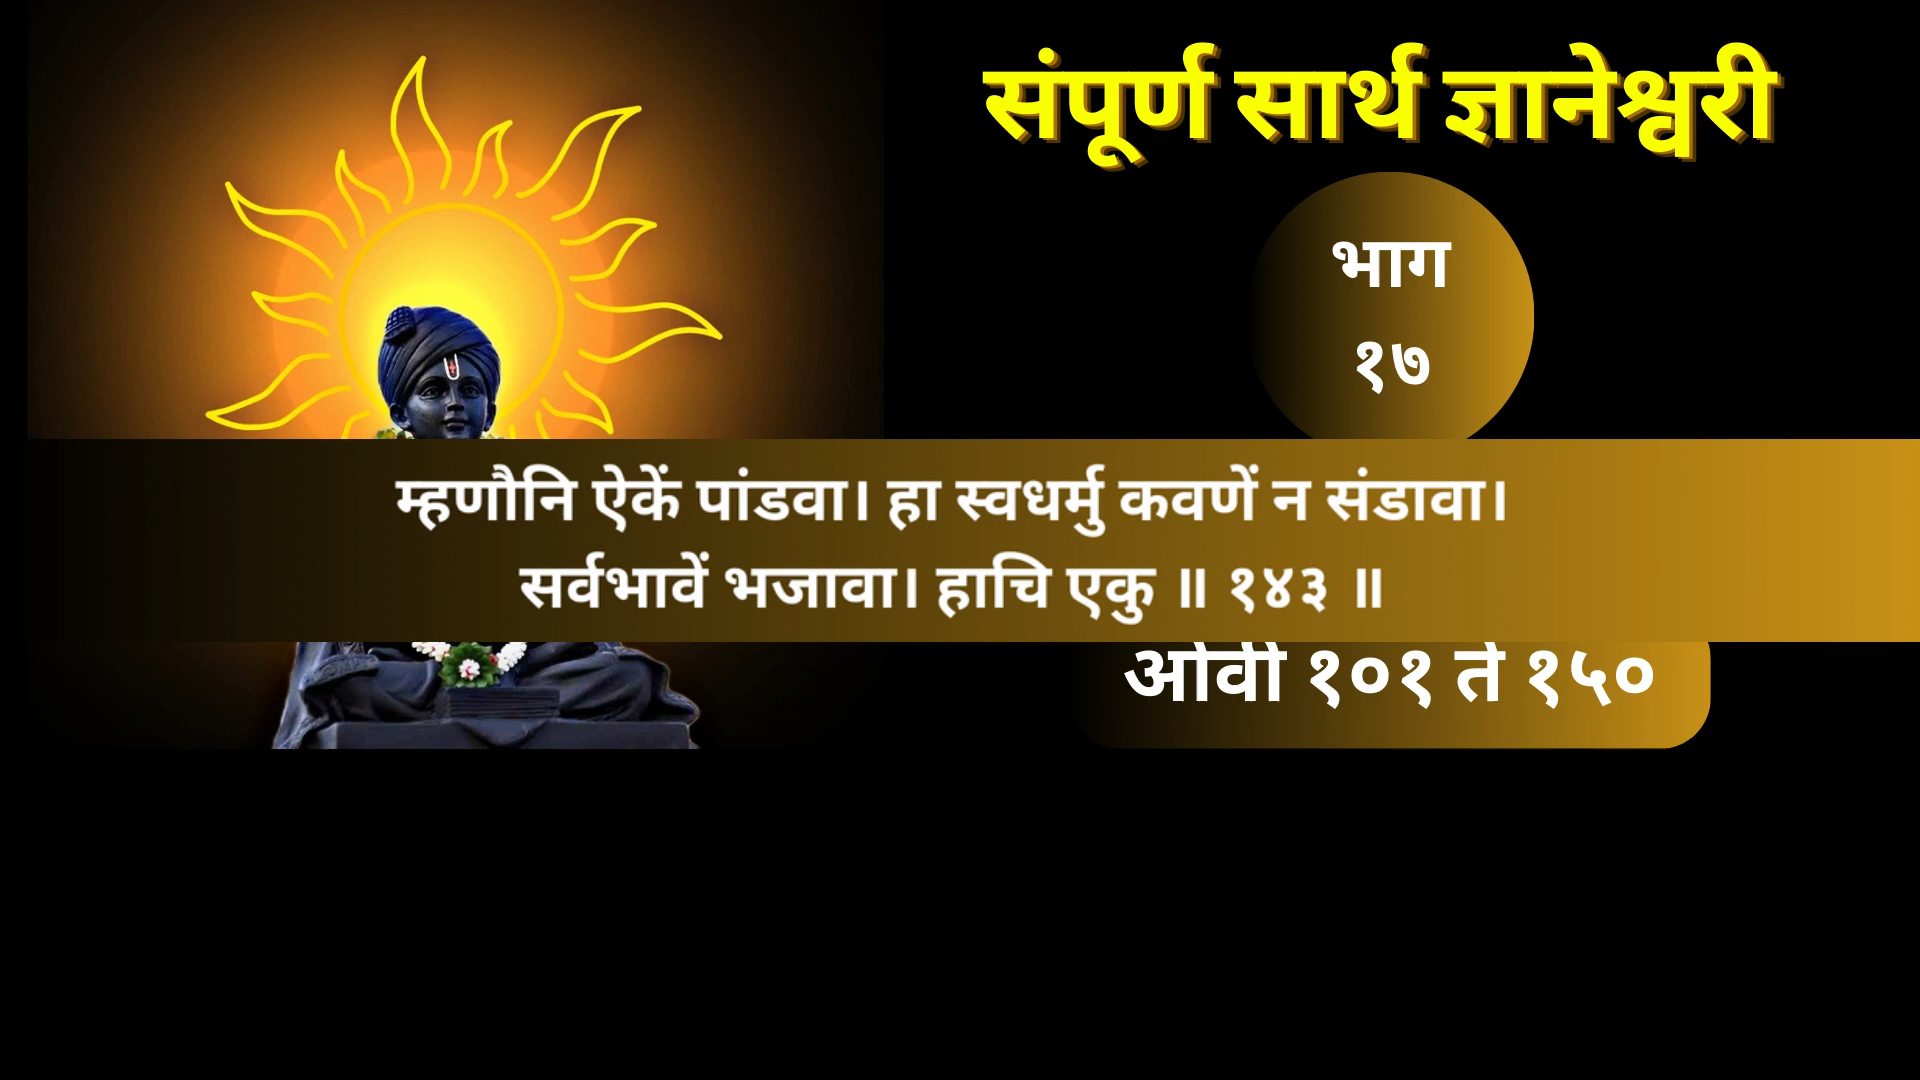 संपूर्ण सार्थ ज्ञानेश्वरी
भाग
१७
म्हणौनि ऐकें पांडवा। हा स्वधर्मु कवणें न संडावा।
सर्वभावें भजावा। हाचि एकु ॥ १४३ ॥
ओवी १०१ ते १५०